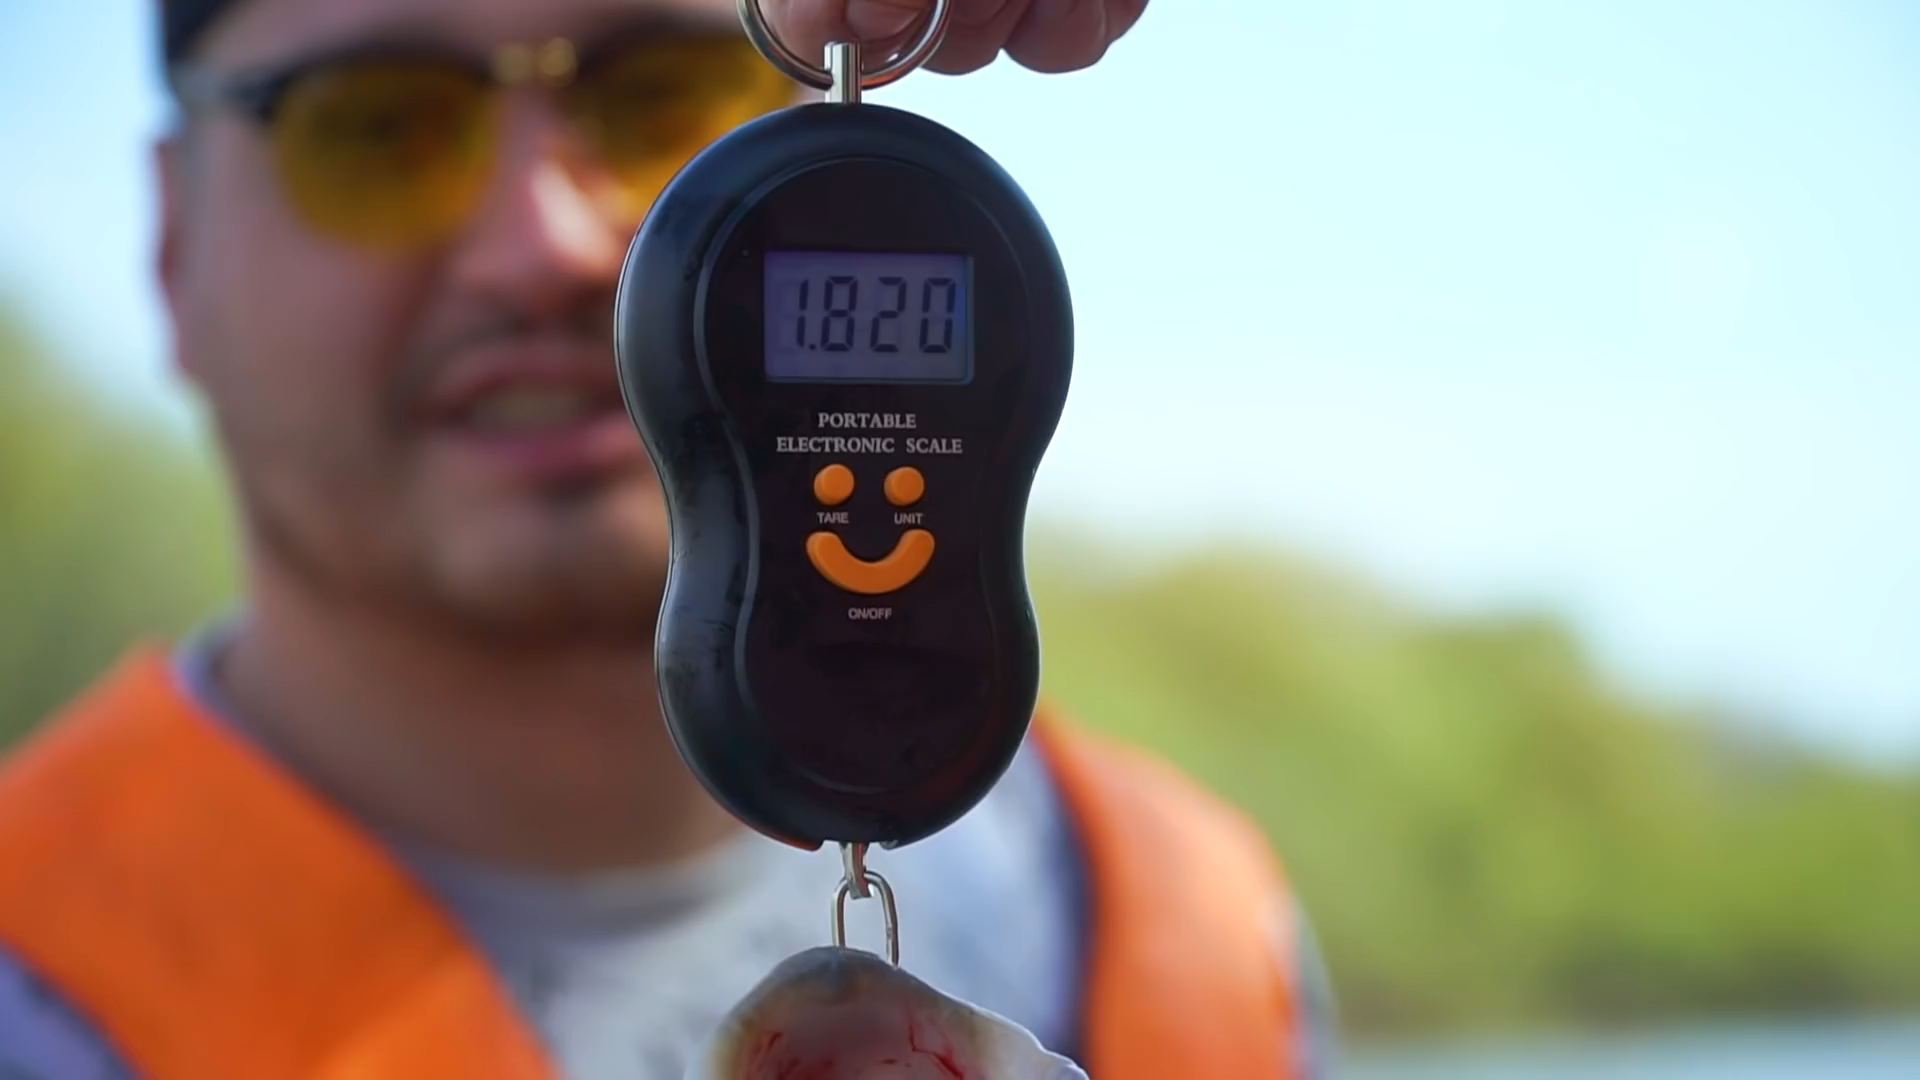 1.820
PORTABLE
ELECTRONIC SCALE
TARE UNIT
ON/OFF